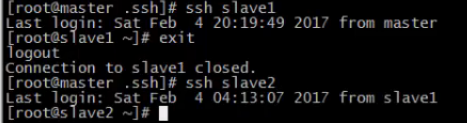 [root@master .ssh]# ssh slave1
Last login: Sat Feb  4 20:19:49 2017 from master
[root@slave1 ~]# exit
logout
Connection to slave1 closed.
[root@master .ssh]# ssh slave2
Last login: Sat Feb  4 04:13:07 2017 from slave1
[root@slave2 ~]#